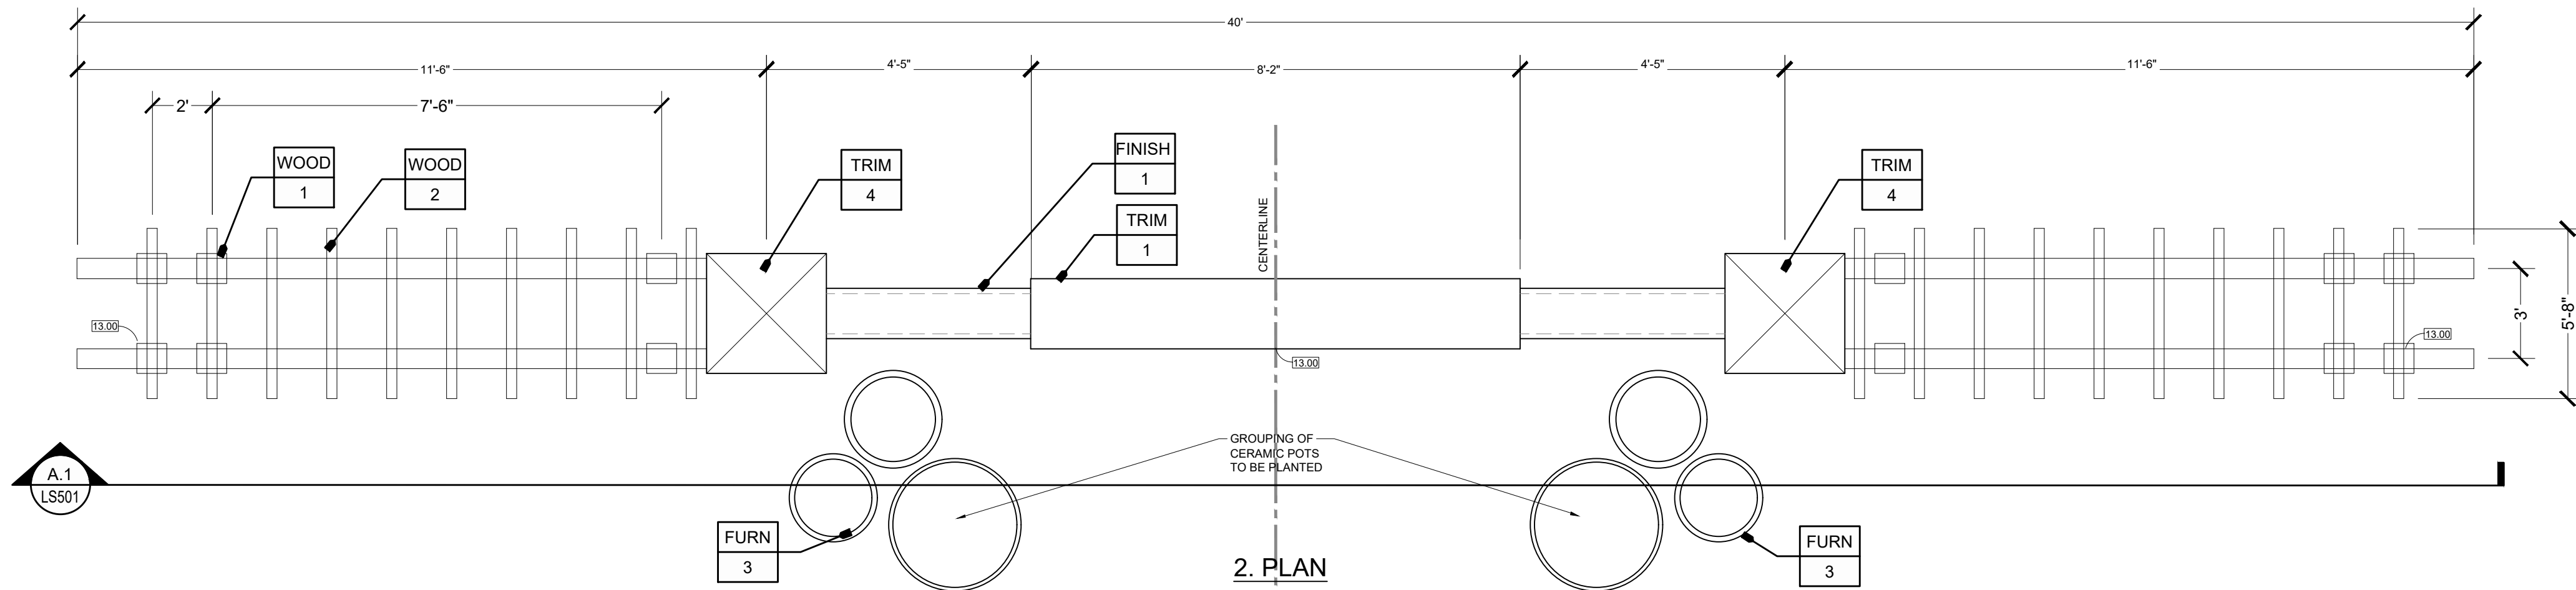 40'
11'-6"
4'-5"
8'-2"
4'-5"
11'-6"
2'
7'-6"
WOOD
1
WOOD
2
TRIM
4
FINISH
1
TRIM
1
CENTERLINE
TRIM
4
13.00
13.00
13.00
3'
5'-8"
GROUPING OF
CERAMIC POTS
TO BE PLANTED
A.1
LS501
FURN
3
FURN
3
2. PLAN